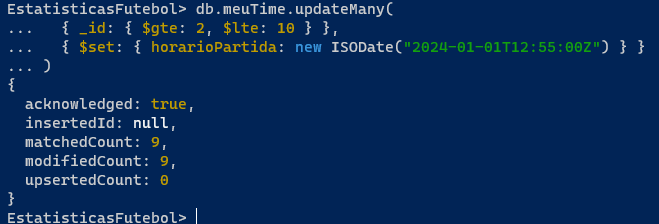 EstatisticasFutebol> db.meuTime.updateMany(
...   { _id: { $gte: 2, $lte: 10 } },
...   { $set: { horarioPartida: new ISODate("2024-01-01T12:55:00Z") } }
... )
{
  acknowledged: true,
  insertedId: null,
  matchedCount: 9,
  modifiedCount: 9,
  upsertedCount: 0
}
EstatisticasFutebol>